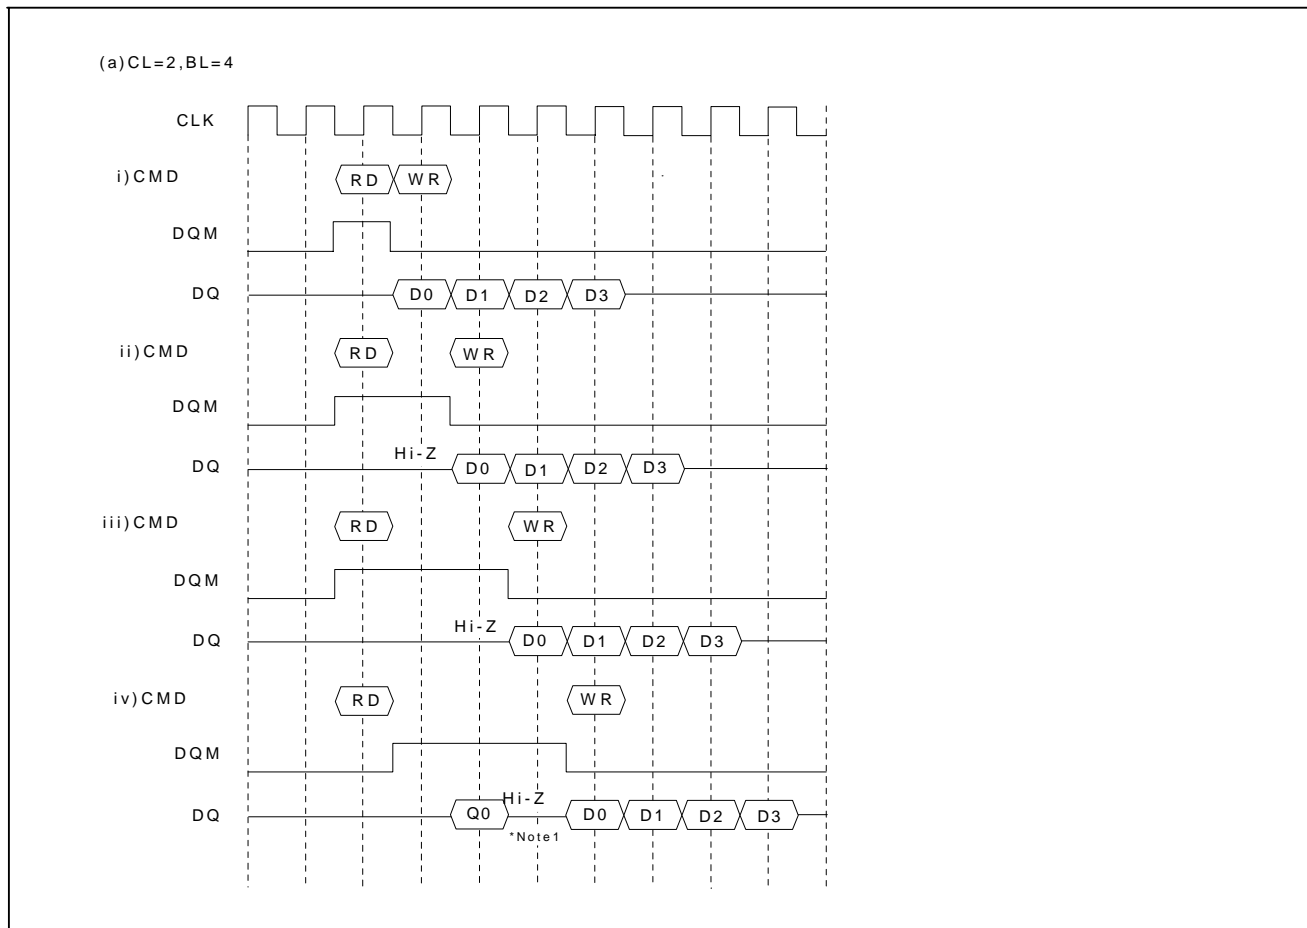 (a)CL=2,BL=4
CLK
i)CMD RD WR
DQM
DQ D0 D1 D2 D3
ii)CMD RD WR
DQM
Hi-Z
DQ D0 D1 D2 D3
iii)CMD RD WR
DQM
Hi-Z
DQ D0 D1 D2 D3
iv)CMD RD WR
DQM
Hi-Z
DQ Q0 D0 D1 D2 D3
*Note1